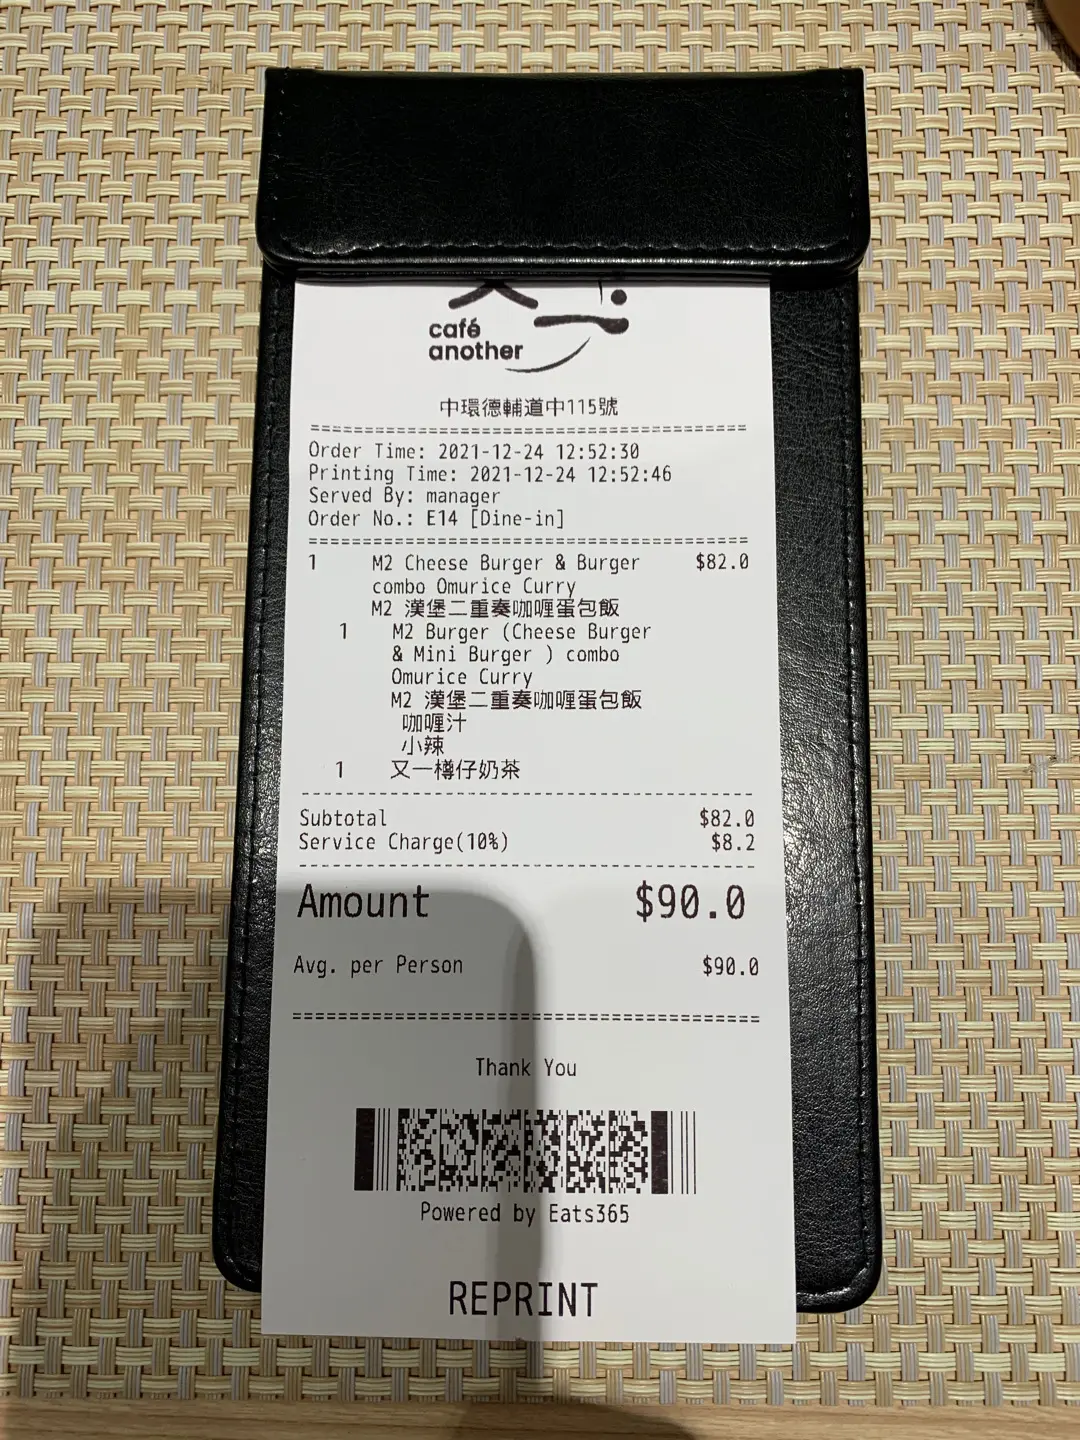 café
another
中環德輔道中115號
Order Time: 2021-12-24 12:52:30
Printing Time: 2021-12-24 12:52:46
Served By: manager
Order No.: E14 [Dine-in]
1 M2 Cheese Burger & Burger $82.0
combo Omurice Curry
M2 漢堡二重奏咖喱蛋包飯
1 M2 Burger (Cheese Burger
& Mini Burger ) combo
Omurice Curry
M2 漢堡二重奏咖喱蛋包飯
咖喱汁
小辣
1 又一樽仔奶茶
Subtotal $82.0
Service Charge(10%) $8.2
Amount $90.0
Avg. per Person $90.0
Thank You
Powered by Eats365
REPRINT